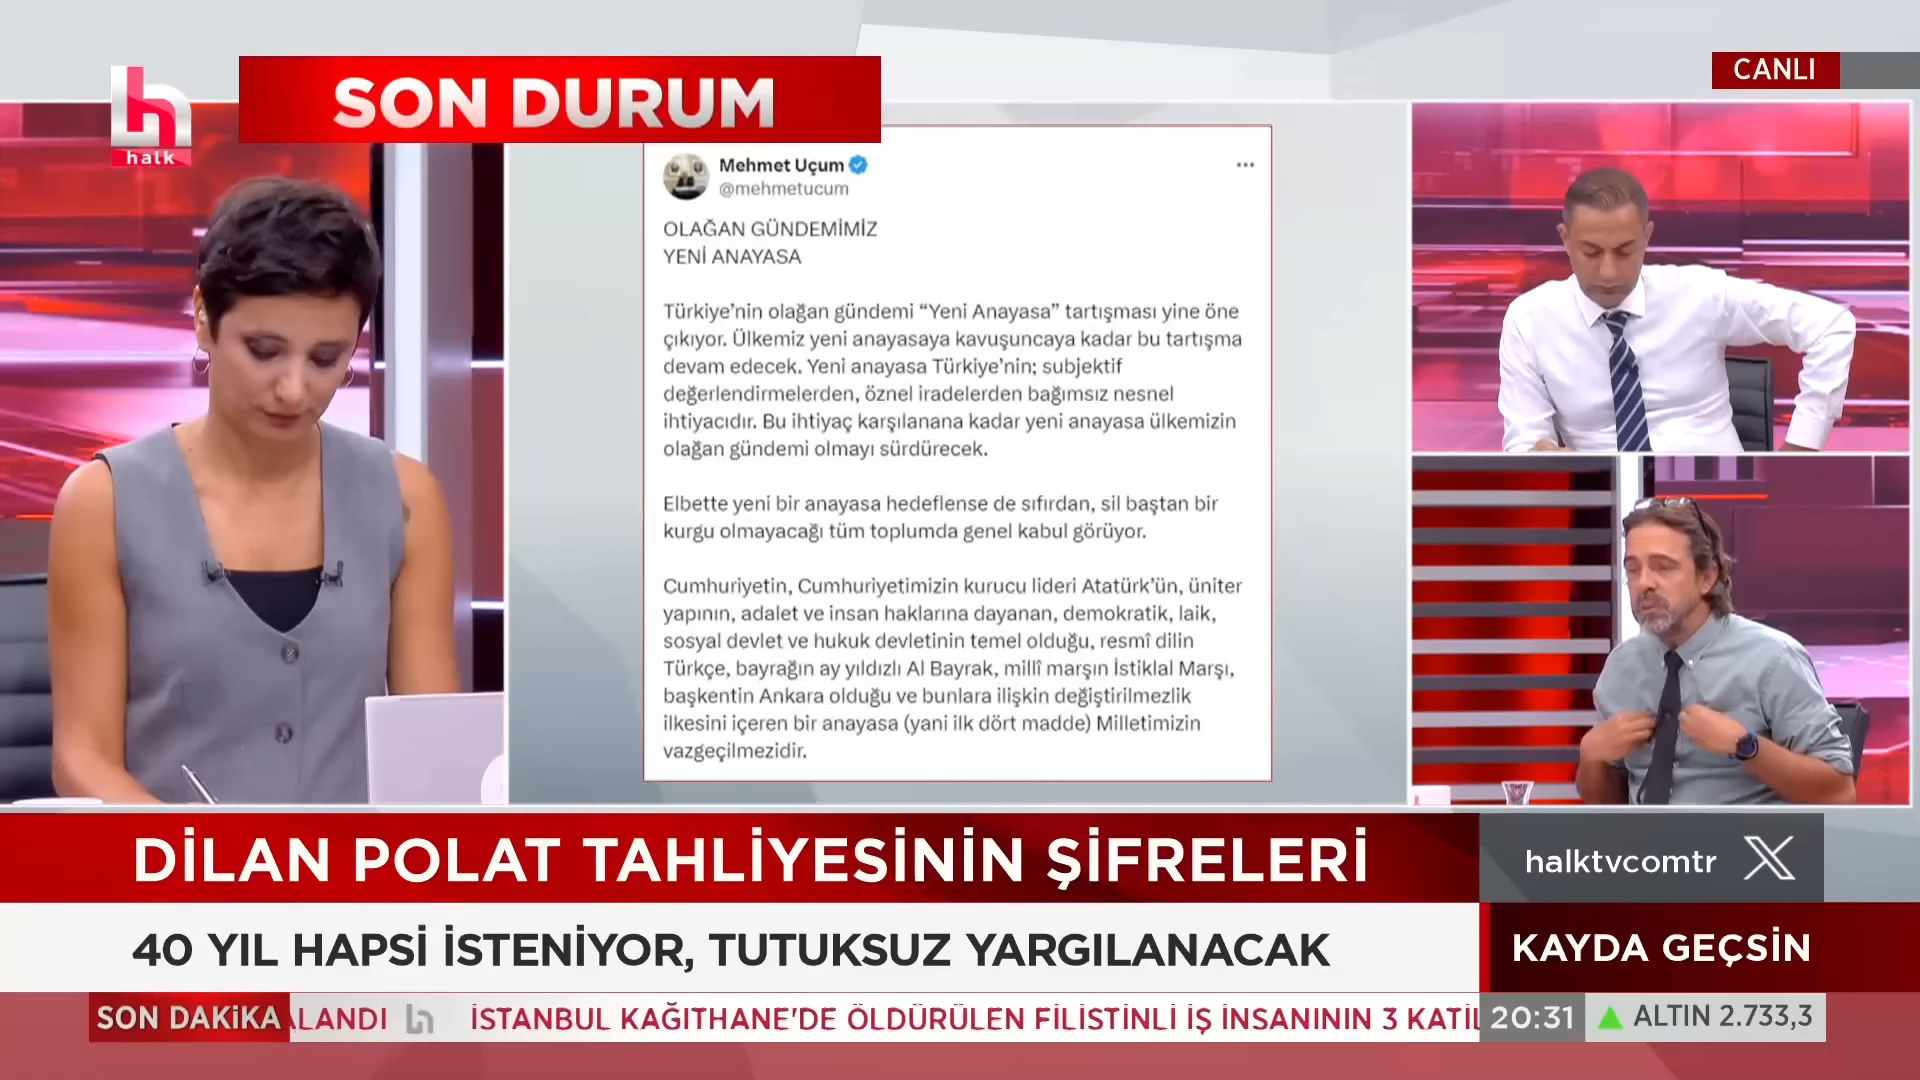 SON DURUM
CANLI
halk
Mehmet Uçum
@mehmetucum
OLAĞAN GÜNDEMİMİZ
YENİ ANAYASA
Türkiye’nin olağan gündemi “Yeni Anayasa” tartışması yine öne
çıkıyor. Ülkemiz yeni anayasaya kavuşuncaya kadar bu tartışma
devam edecek. Yeni anayasa Türkiye’nin; subjektif
değerlendirmelerden, öznel iradelerden bağımsız nesnel
ihtiyacıdır. Bu ihtiyaç karşılanana kadar yeni anayasa ülkemizin
olağan gündemi olmayı sürdürecek.
Elbette yeni bir anayasa hedeflense de sıfırdan, sil baştan bir
kurgu olmayacağı tüm toplumda genel kabul görüyor.
Cumhuriyetin, Cumhuriyetimizin kurucu lideri Atatürk’ün, üniter
yapının, adalet ve insan haklarına dayanan, demokratik, laik,
sosyal devlet ve hukuk devletinin temel olduğu, resmî dilin
Türkçe, bayrağın ay yıldızlı Al Bayrak, millî marşın İstiklal Marşı,
başkentin Ankara olduğu ve bunlara ilişkin değiştirilmezlik
ilkesini içeren bir anayasa (yani ilk dört madde) Milletimizin
vazgeçilmezidir.
DİLAN POLAT TAHLİYESİNİN ŞİFRELERİ
halktvcomtr
40 YIL HAPSİ İSTENİYOR, TUTUKSUZ YARGILANACAK
KAYDA GEÇSİN
SON DAKİKA LANDI İSTANBUL KAĞITHANE'DE ÖLDÜRÜLEN FİLİSTİNLİ İŞ İNSANININ 3 KATİL 20:31 ALTIN 2.733,3